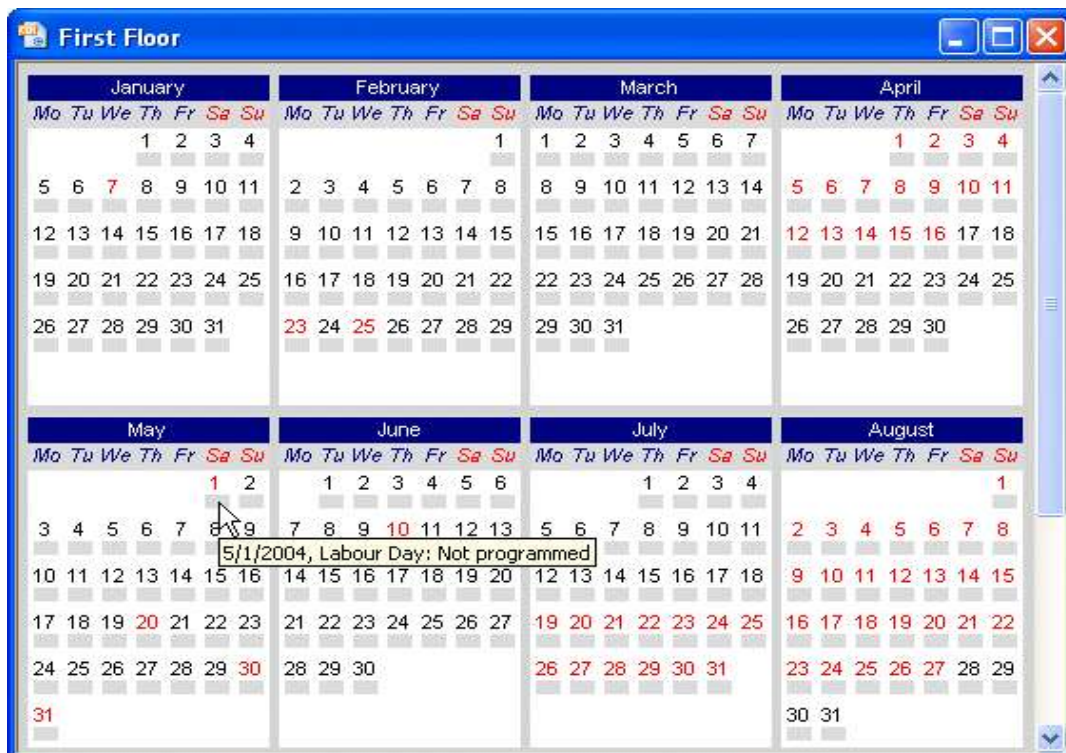 First Floor
January February March April
Mo Tu We Th Fr Sa Su Mo Tu We Th Fr Sa Su Mo Tu We Th Fr Sa Su Mo Tu We Th Fr Sa Su
1 2 3 4 1 1 2 3 4 5 6 7 1 2 3 4
5 6 7 8 9 10 11 2 3 4 5 6 7 8 8 9 10 11 12 13 14 5 6 7 8 9 10 11
12 13 14 15 16 17 18 9 10 11 12 13 14 15 15 16 17 18 19 20 21 12 13 14 15 16 17 18
19 20 21 22 23 24 25 16 17 18 19 20 21 22 22 23 24 25 26 27 28 19 20 21 22 23 24 25
26 27 28 29 30 31 23 24 25 26 27 28 29 29 30 31 26 27 28 29 30
May June July August
Mo Tu We Th Fr Sa Su Mo Tu We Th Fr Sa Su Mo Tu We Th Fr Sa Su Mo Tu We Th Fr Sa Su
1 2 1 2 3 4 5 6 1 2 3 4 1
3 4 5 6 7 8 9 7 8 9 10 11 12 13 5 6 7 8 9 10 11 2 3 4 5 6 7 8
5/1/2004, Labour Day: Not programmed
10 11 12 13 14 15 16 14 15 16 17 18 19 20 12 13 14 15 16 17 18 9 10 11 12 13 14 15
17 18 19 20 21 22 23 21 22 23 24 25 26 27 19 20 21 22 23 24 25 16 17 18 19 20 21 22
24 25 26 27 28 29 30 28 29 30 26 27 28 29 30 31 23 24 25 26 27 28 29
31 30 31